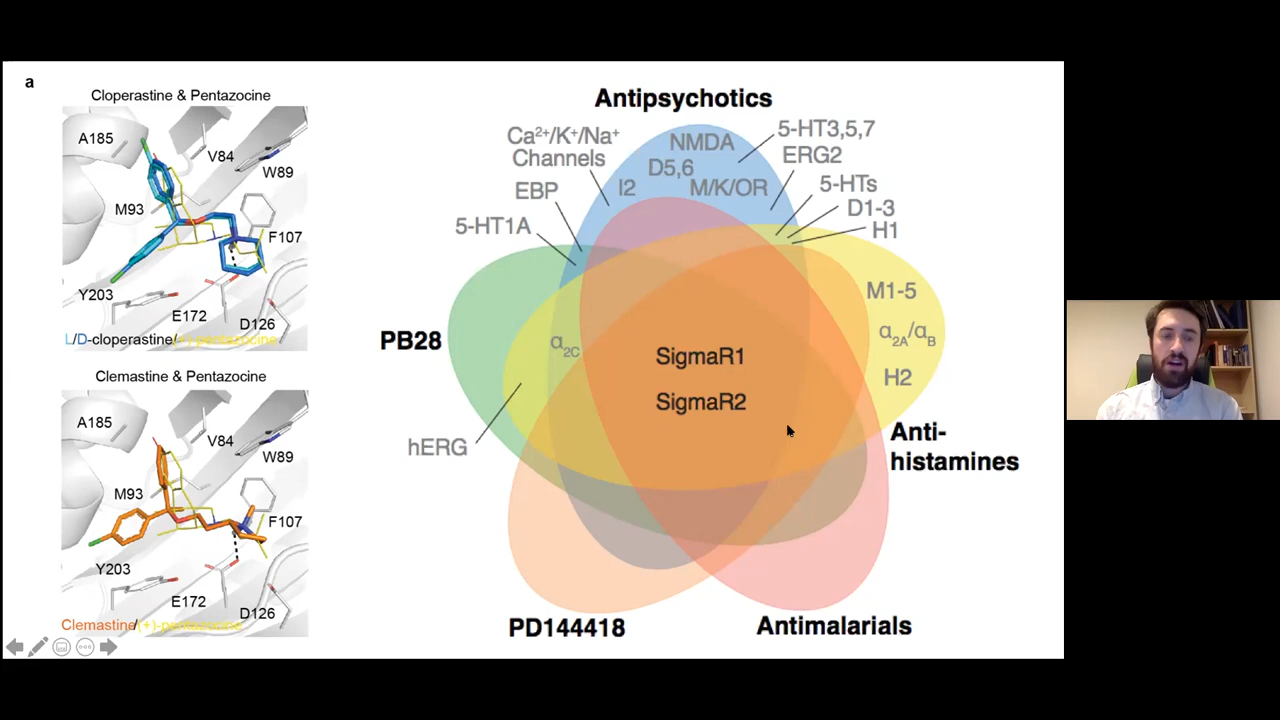 a
Cloperastine & Pentazocine
A185
V84
W89
M93
F107
Y203
E172
D126
L/D-cloperastine/(+)-pentazocine
Clemastine & Pentazocine
A185
V84
W89
M93
F107
Y203
E172
D126
Clemastine/(+)-pentazocine
Antipsychotics
Ca²⁺/K⁺/Na⁺
Channels
NMDA
5-HT3,5,7
D5,6
ERG2
EBP
I2
M/K/OR
5-HTs
D1-3
5-HT1A
H1
M1-5
PB28
α2C
α2A/αB
SigmaR1
H2
SigmaR2
hERG
Anti-
histamines
PD144418
Antimalarials